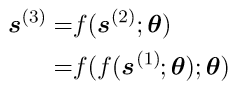 𝒔⁽³⁾ =f(𝒔⁽²⁾; 𝜽)
=f(f(𝒔⁽¹⁾; 𝜽); 𝜽)